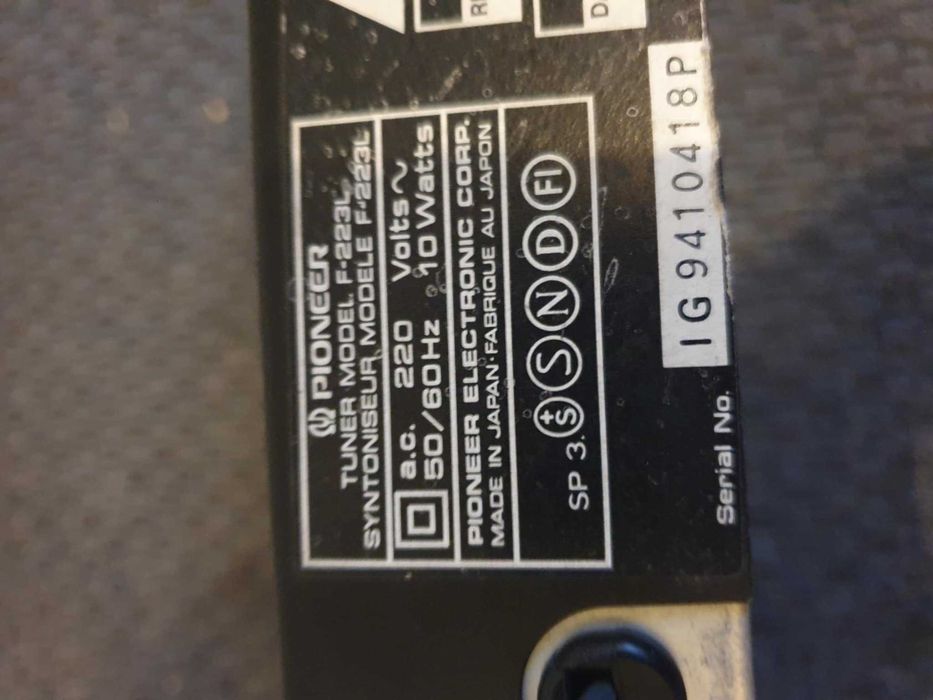 PIONEER
TUNER MODEL F-223L
SYNTONISEUR MODELE F-223L
a.c. 220 Volts~
50/60Hz 10 Watts
PIONEER ELECTRONIC CORP.
MADE IN JAPAN·FABRIQUE AU JAPON
SP 3. +S S N D FI
Serial No. IG9410418P